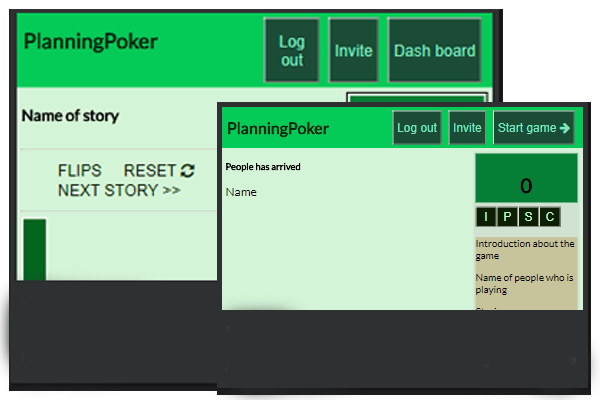 PlanningPoker
Log out
Invite
Dash board
Name of story
FLIPS RESET
NEXT STORY >>
PlanningPoker
Log out
Invite
Start game
People has arrived
Name
0
I P S C
Introduction about the
game
Name of people who is
playing